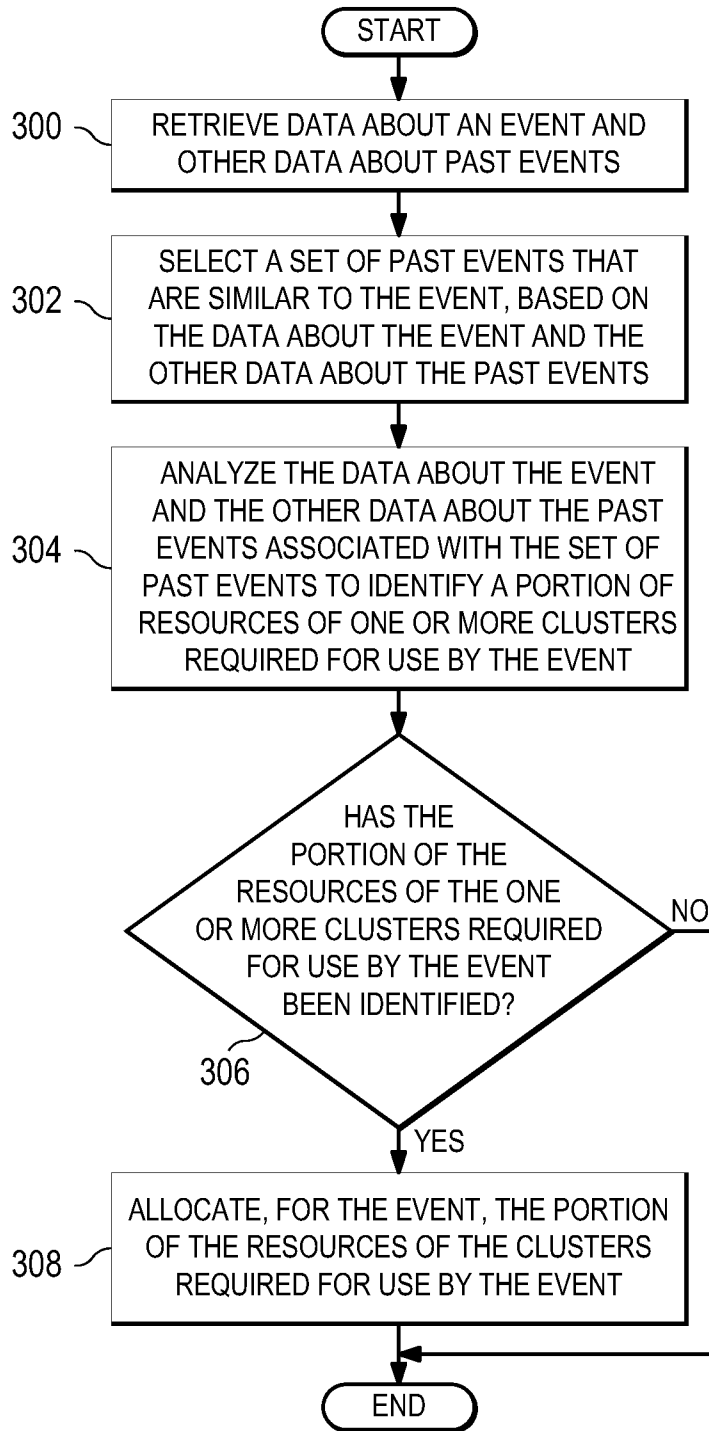 START
300
RETRIEVE DATA ABOUT AN EVENT AND
OTHER DATA ABOUT PAST EVENTS
302
SELECT A SET OF PAST EVENTS THAT
ARE SIMILAR TO THE EVENT, BASED ON
THE DATA ABOUT THE EVENT AND THE
OTHER DATA ABOUT THE PAST EVENTS
304
ANALYZE THE DATA ABOUT THE EVENT
AND THE OTHER DATA ABOUT THE PAST
EVENTS ASSOCIATED WITH THE SET OF
PAST EVENTS TO IDENTIFY A PORTION OF
RESOURCES OF ONE OR MORE CLUSTERS
REQUIRED FOR USE BY THE EVENT
HAS THE
PORTION OF THE
RESOURCES OF THE ONE
OR MORE CLUSTERS REQUIRED
FOR USE BY THE EVENT
BEEN IDENTIFIED?
NO
306
YES
308
ALLOCATE, FOR THE EVENT, THE PORTION
OF THE RESOURCES OF THE CLUSTERS
REQUIRED FOR USE BY THE EVENT
END